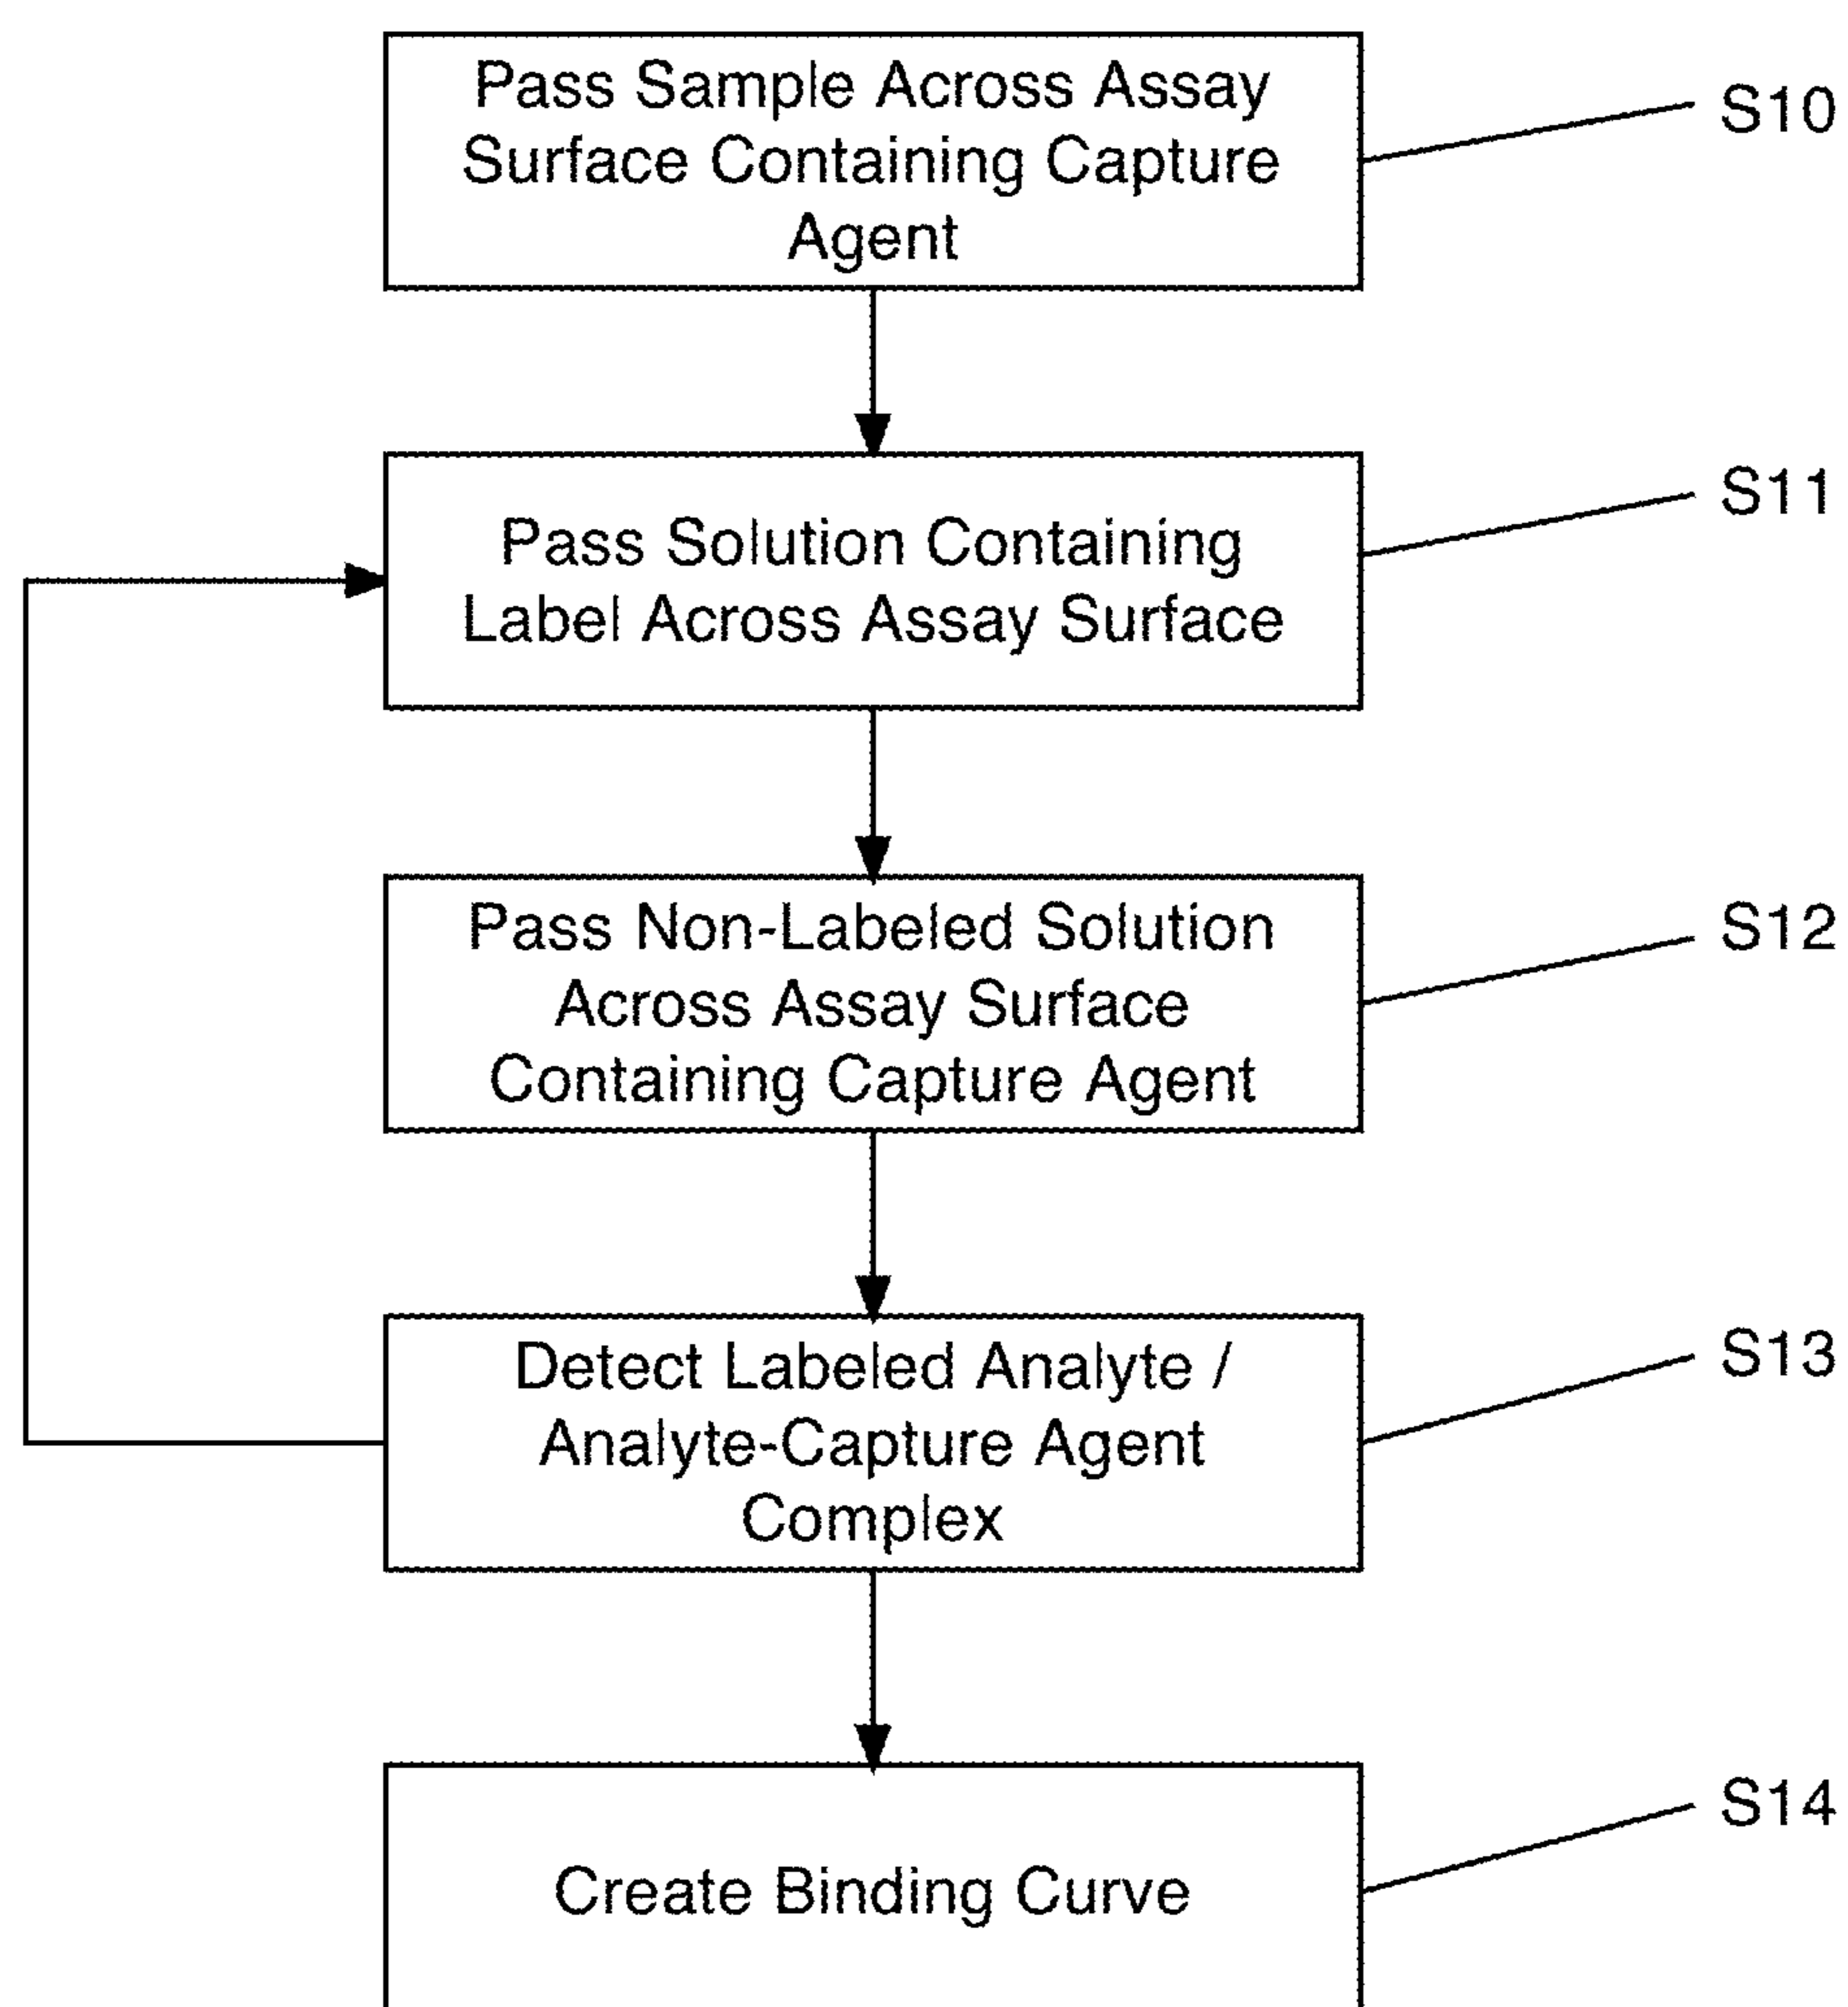 Pass Sample Across Assay
Surface Containing Capture
Agent
S10
Pass Solution Containing
Label Across Assay Surface
S11
Pass Non-Labeled Solution
Across Assay Surface
Containing Capture Agent
S12
Detect Labeled Analyte /
Analyte-Capture Agent
Complex
S13
Create Binding Curve
S14